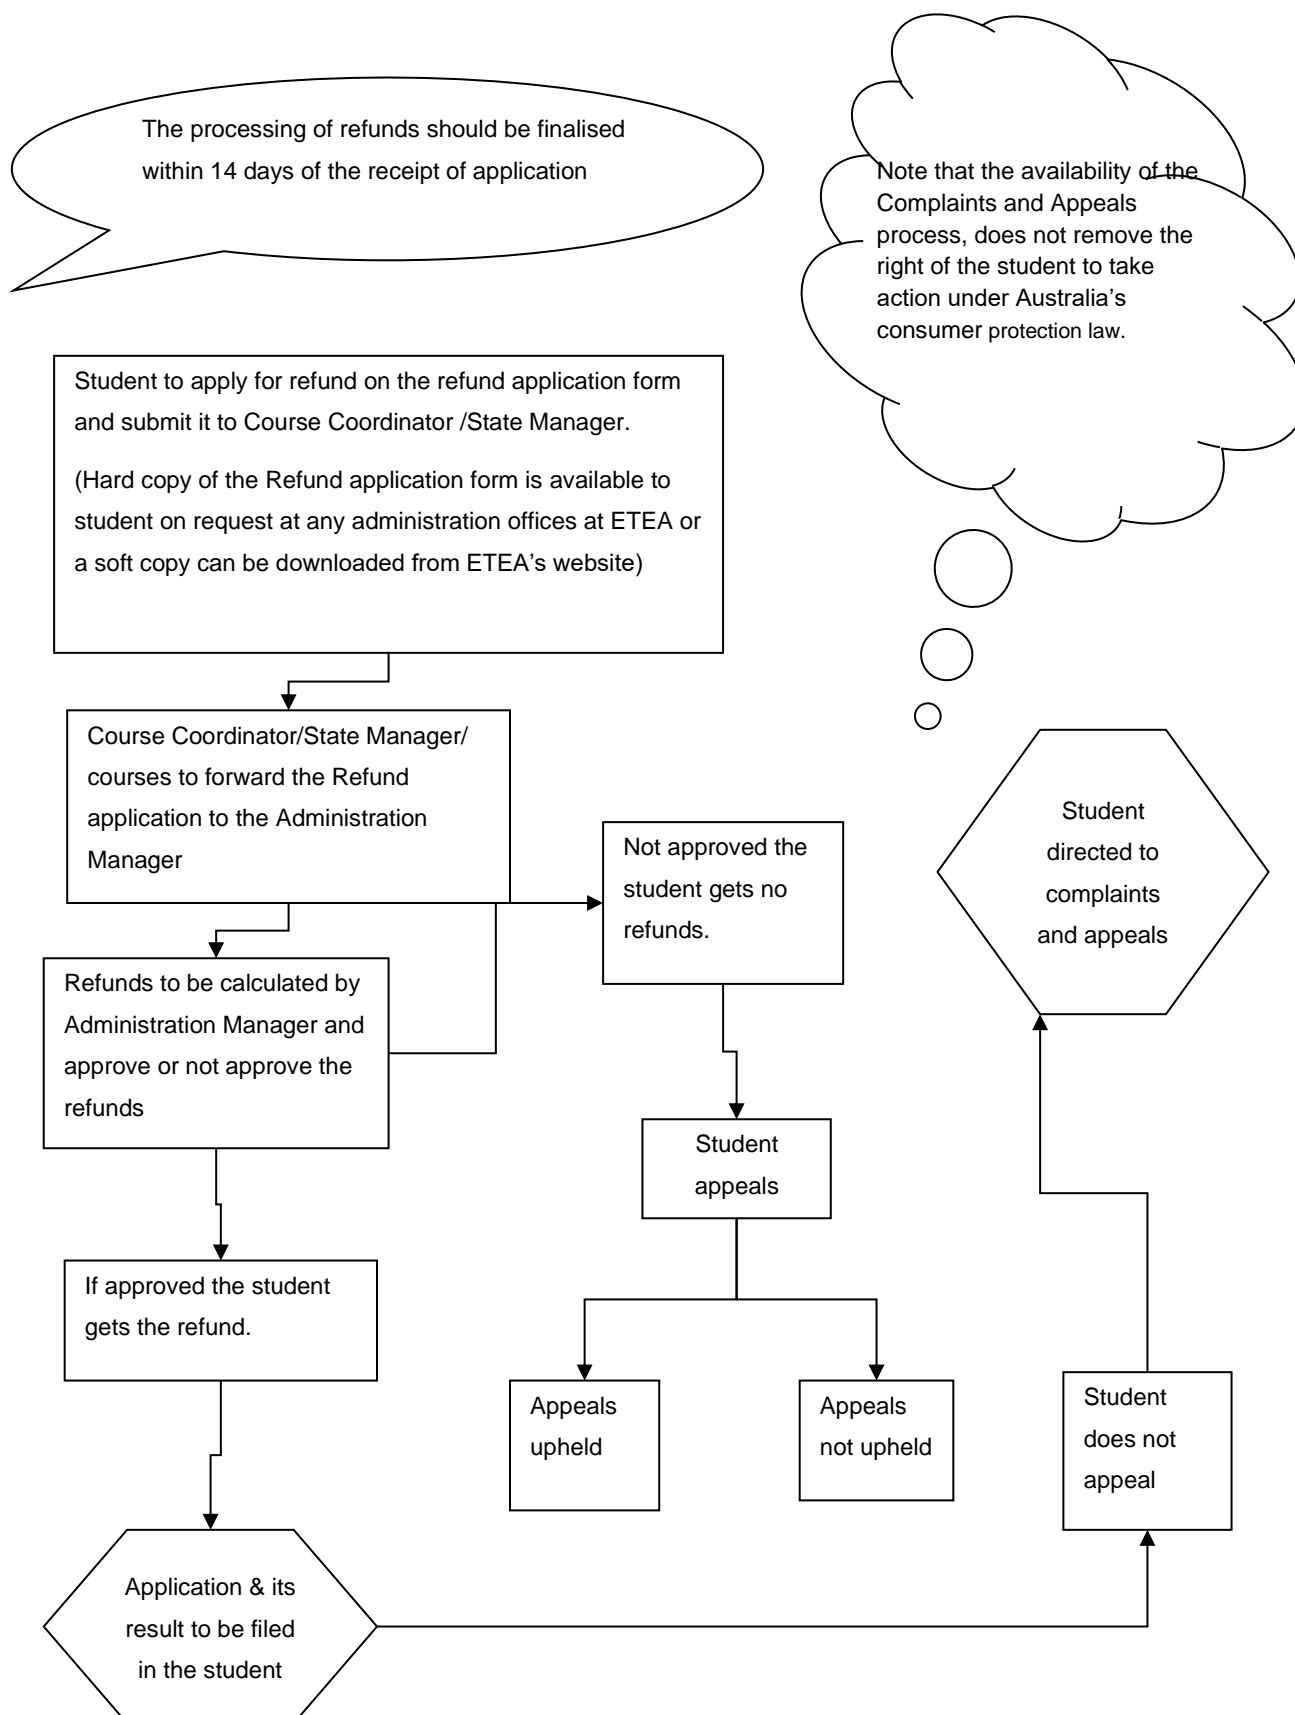 The processing of refunds should be finalised
within 14 days of the receipt of application
Note that the availability of the
Complaints and Appeals
process, does not remove the
right of the student to take
action under Australia’s
consumer protection law.
Student to apply for refund on the refund application form
and submit it to Course Coordinator /State Manager.
(Hard copy of the Refund application form is available to
student on request at any administration offices at ETEA or
a soft copy can be downloaded from ETEA’s website)
Course Coordinator/State Manager/
courses to forward the Refund
application to the Administration
Manager
Not approved the
student gets no
refunds.
Student
directed to
complaints
and appeals
Refunds to be calculated by
Administration Manager and
approve or not approve the
refunds
Student
appeals
If approved the student
gets the refund.
Appeals
upheld
Appeals
not upheld
Student
does not
appeal
Application & its
result to be filed
in the student